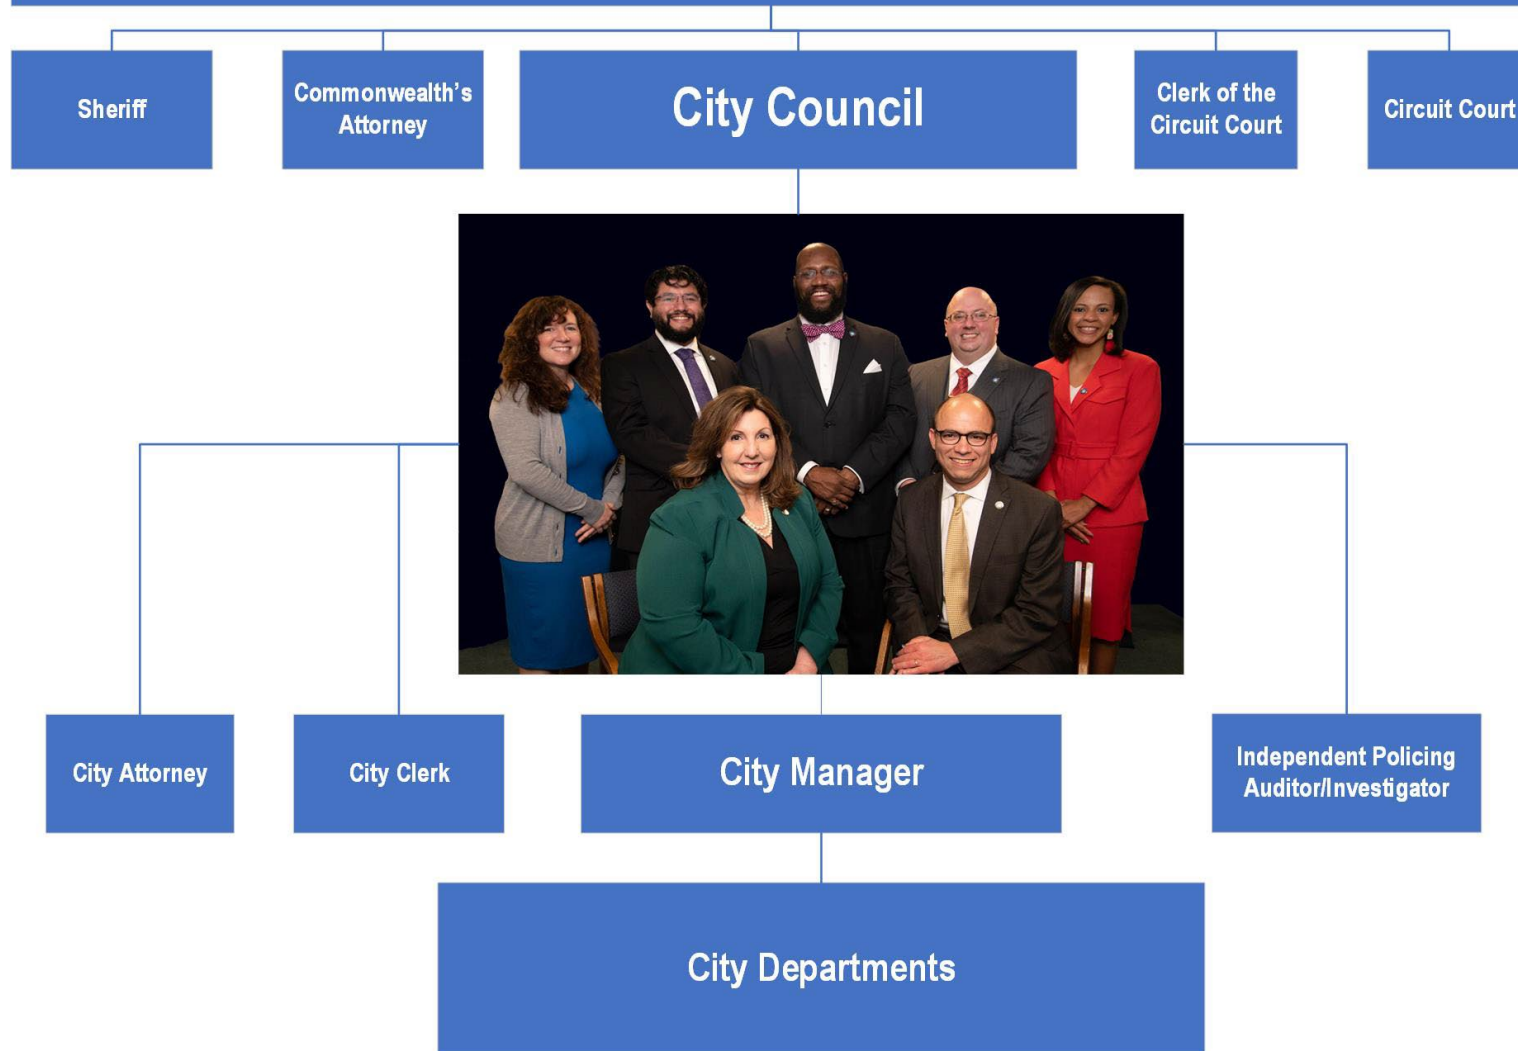 Sheriff
Commonwealth's
Attorney
City Council
Clerk of the
Circuit Court
Circuit Court
City Attorney
City Clerk
City Manager
Independent Policing
Auditor/Investigator
City Departments